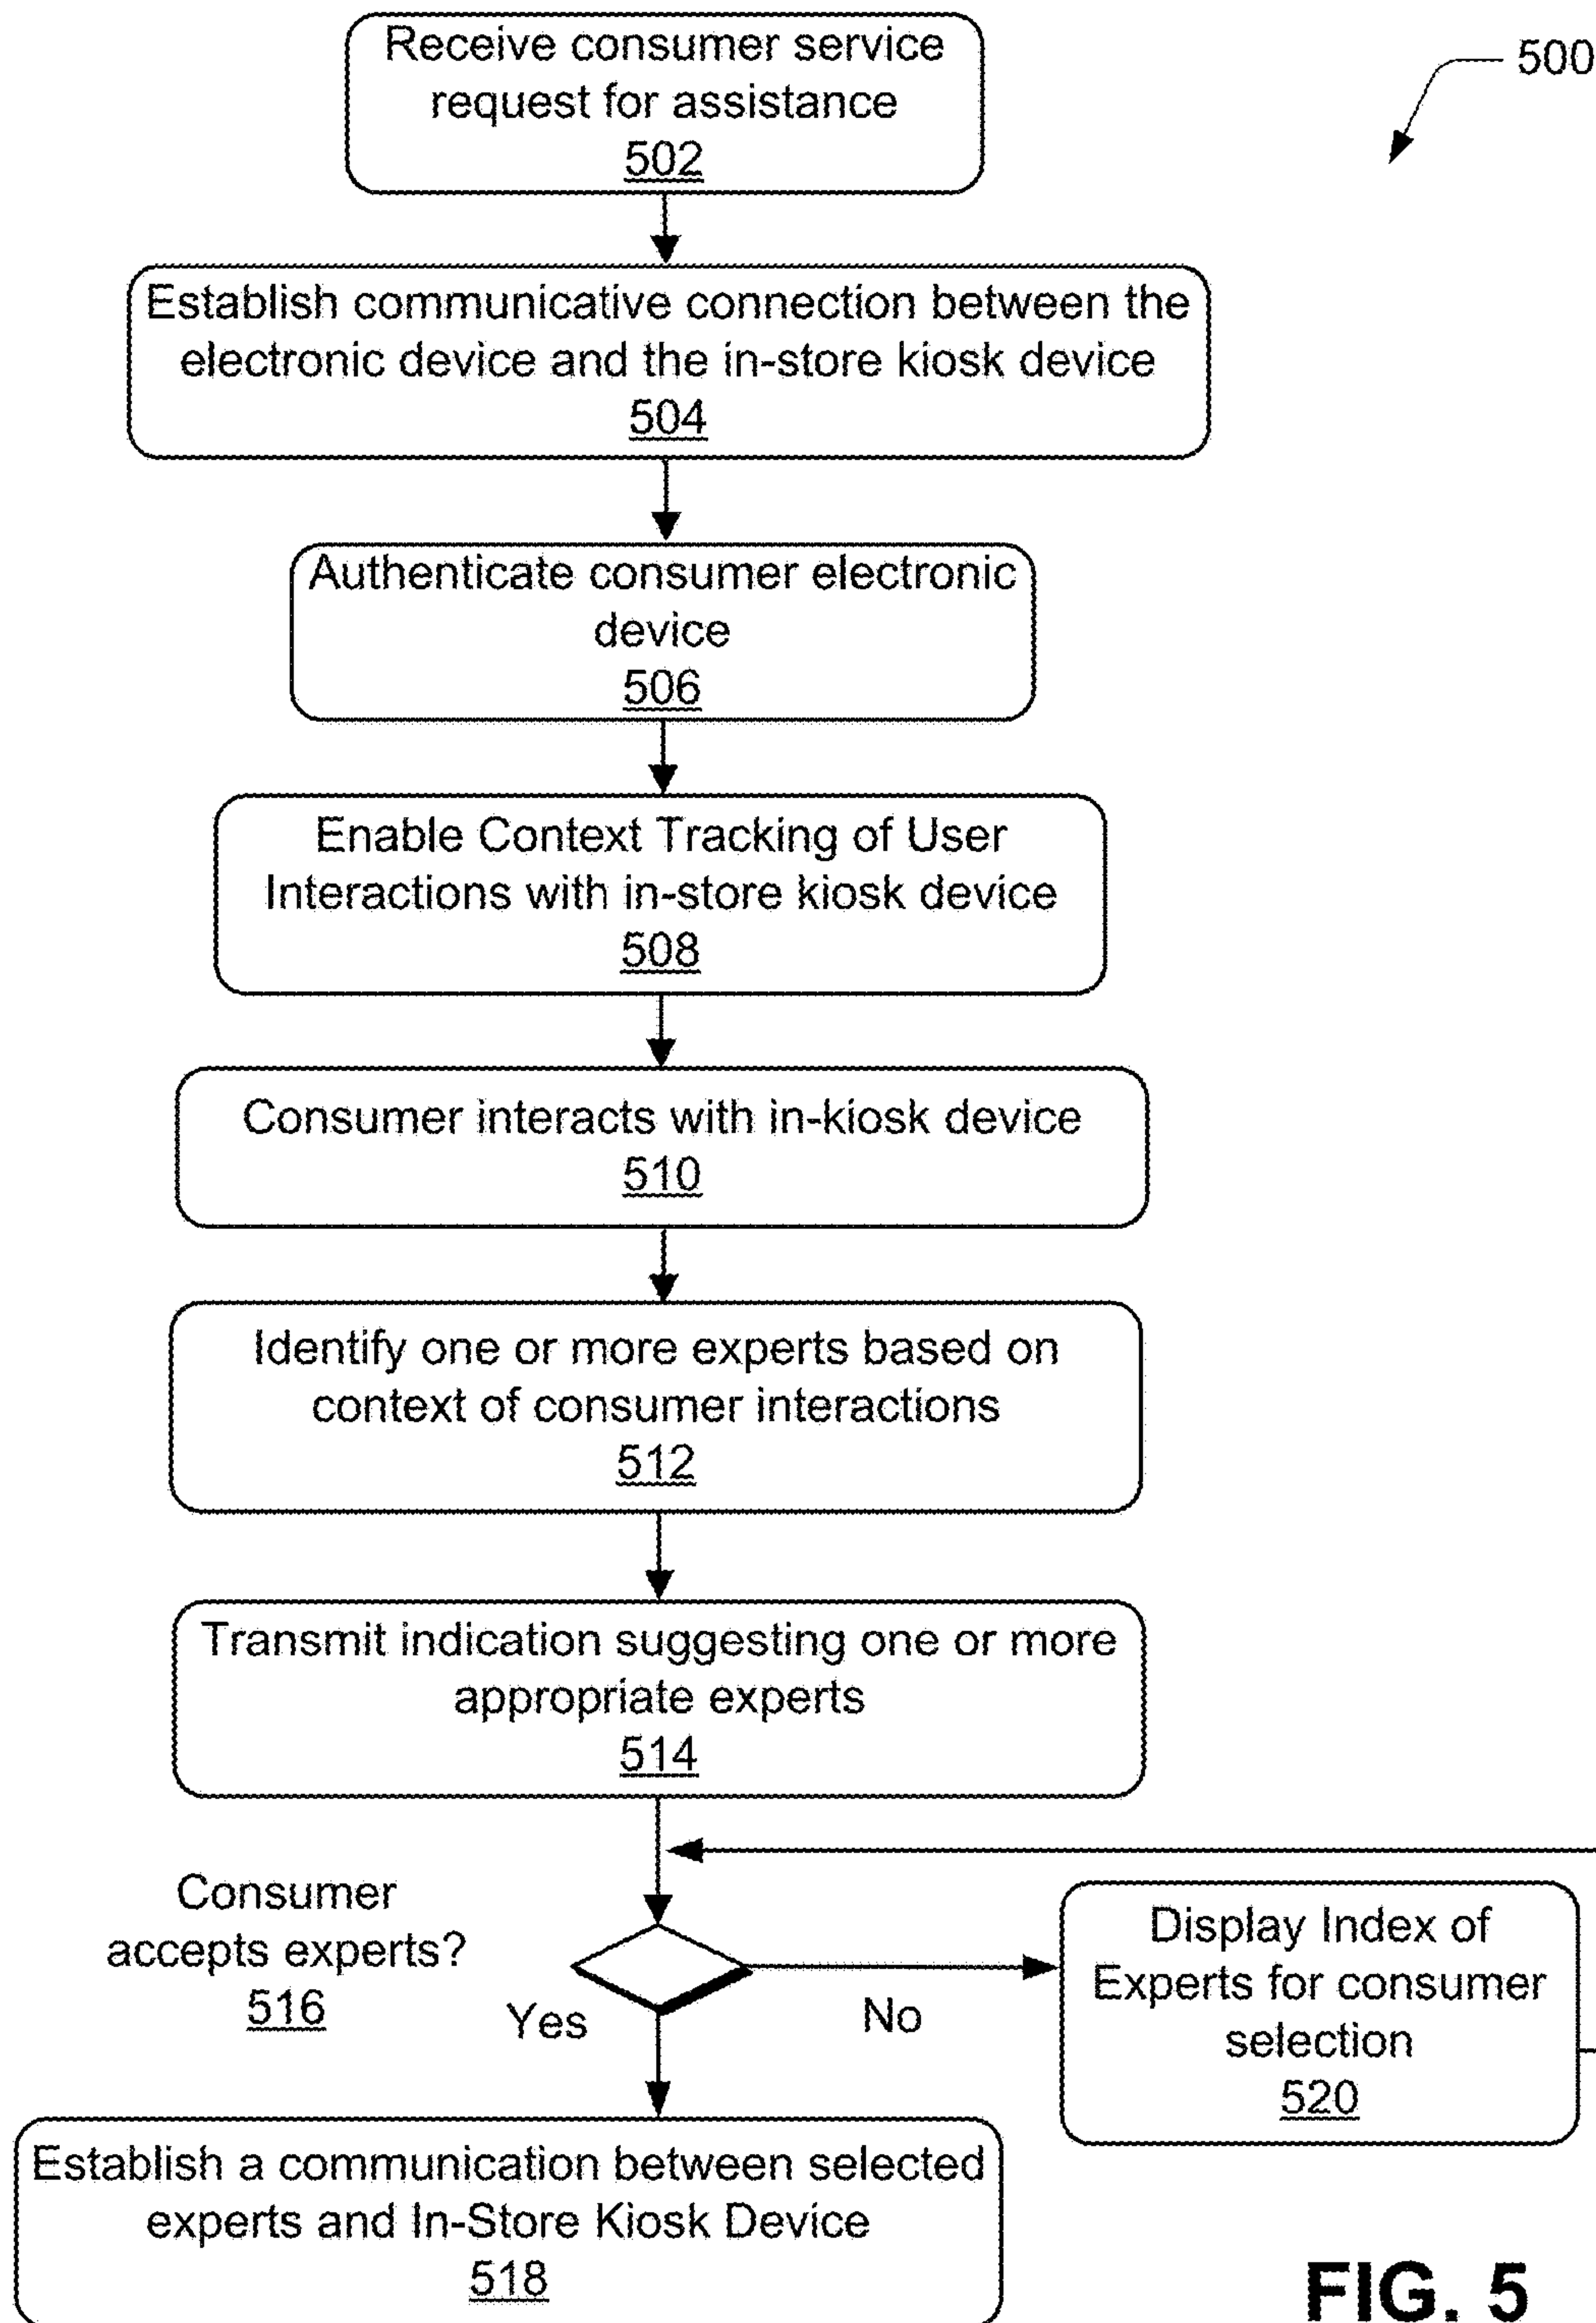 Receive consumer service
request for assistance
502
500
Establish communicative connection between the
electronic device and the in-store kiosk device
504
Authenticate consumer electronic
device
506
Enable Context Tracking of User
Interactions with in-store kiosk device
508
Consumer interacts with in-kiosk device
510
Identify one or more experts based on
context of consumer interactions
512
Transmit indication suggesting one or more
appropriate experts
514
Consumer
accepts experts?
516
Yes
No
Display Index of
Experts for consumer
selection
520
Establish a communication between selected
experts and In-Store Kiosk Device
518
FIG. 5